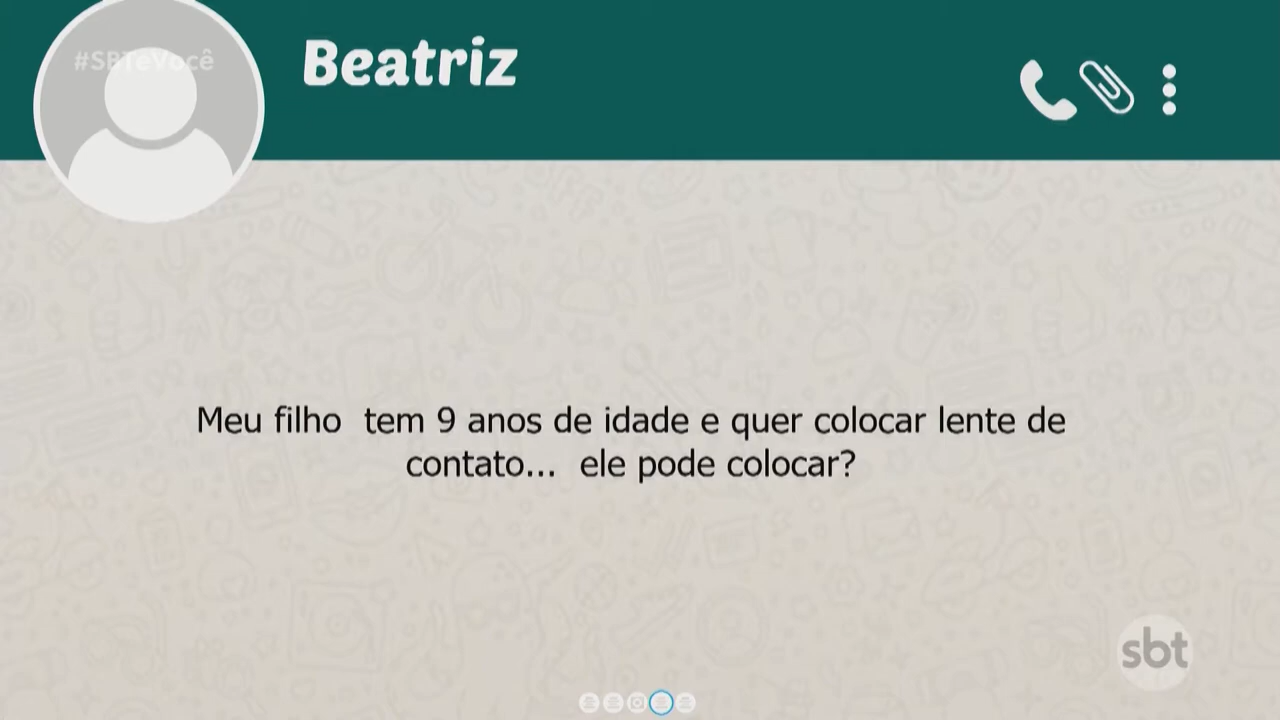 #SBTeVocê
Beatriz
Meu filho  tem 9 anos de idade e quer colocar lente de
contato...  ele pode colocar?
sbt